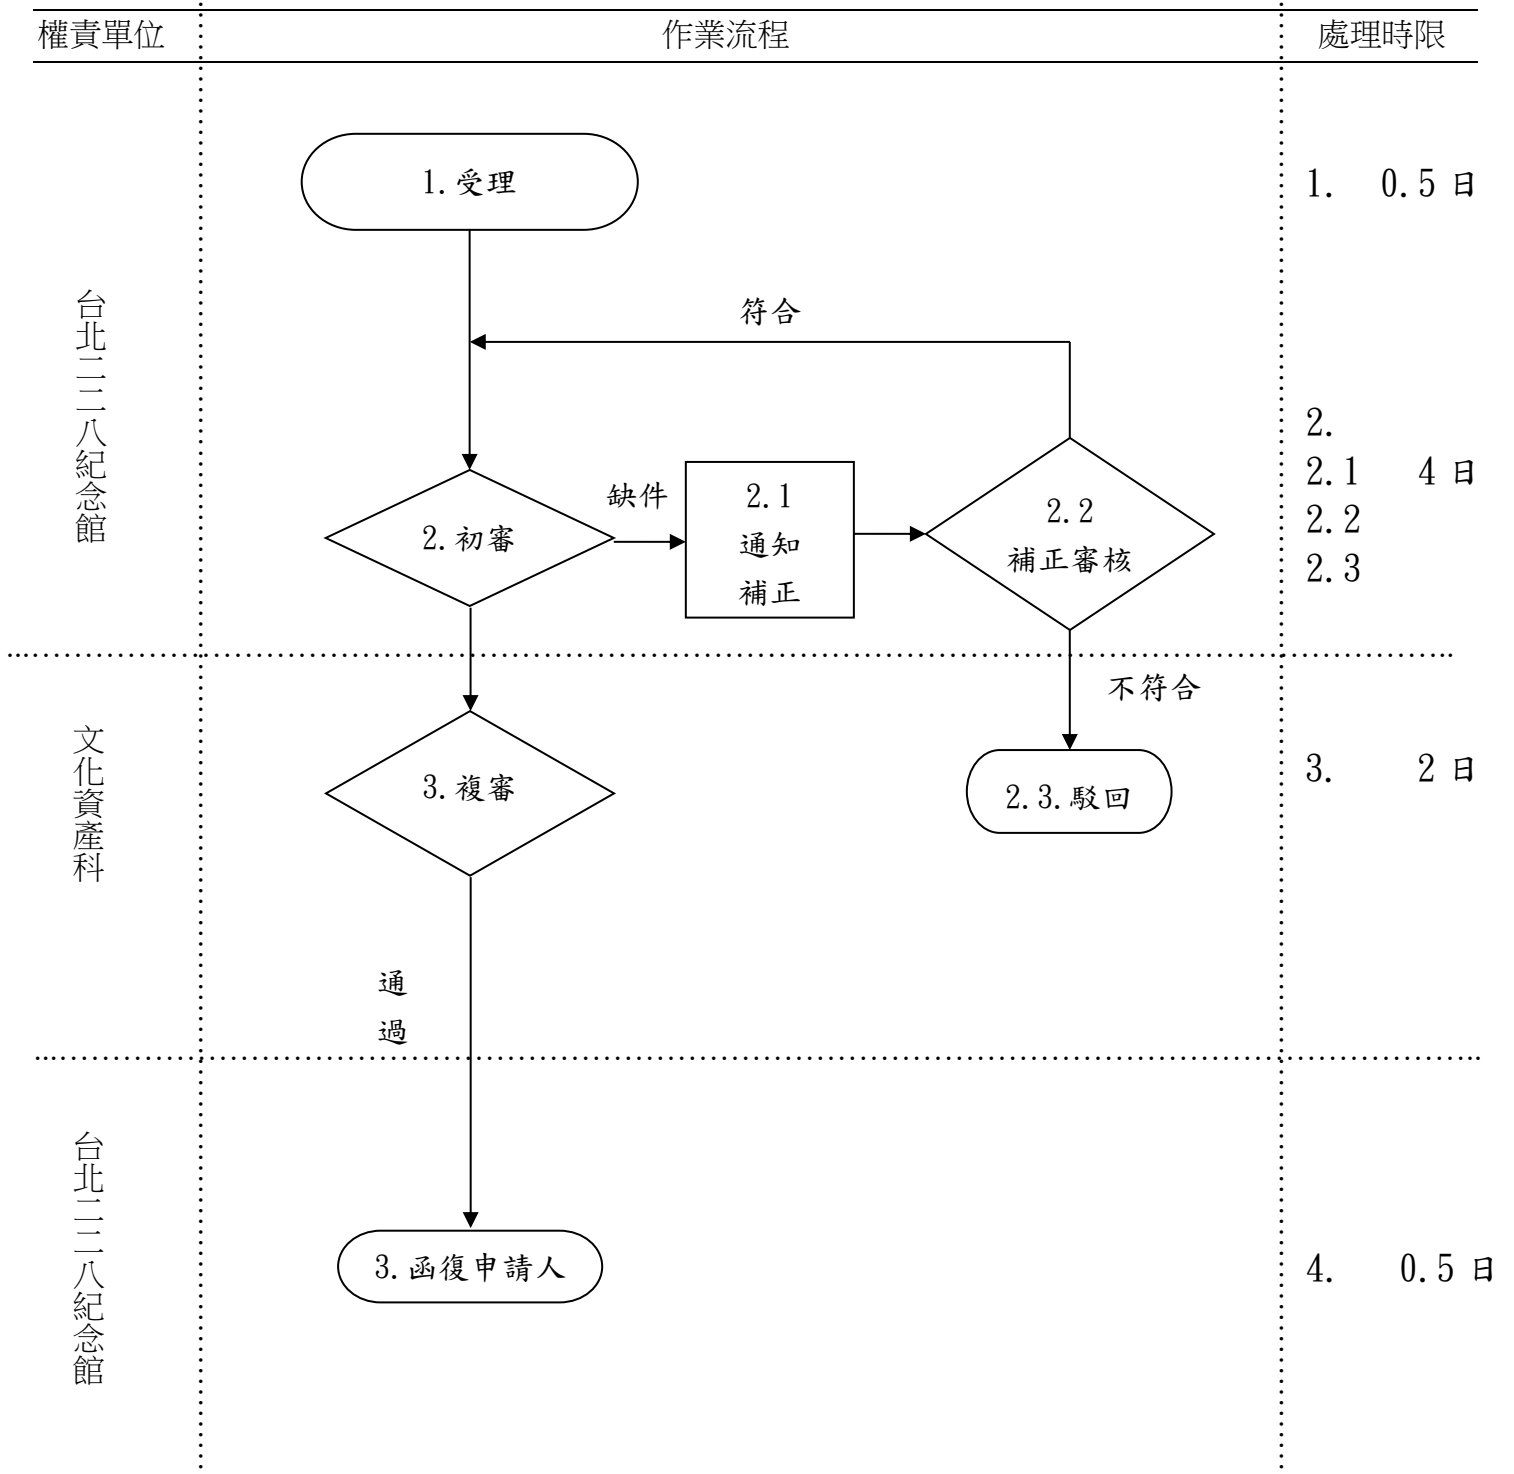 權責單位
作業流程
處理時限
1.受理
1. 0.5日
台北二二八紀念館
符合
2.初審
缺件
2.1
通知
補正
2.2
補正審核
2.
2.1 4日
2.2
2.3
不符合
文化資產科
3.複審
2.3.駁回
3. 2日
通
過
台北二二八紀念館
3.函復申請人
4. 0.5日